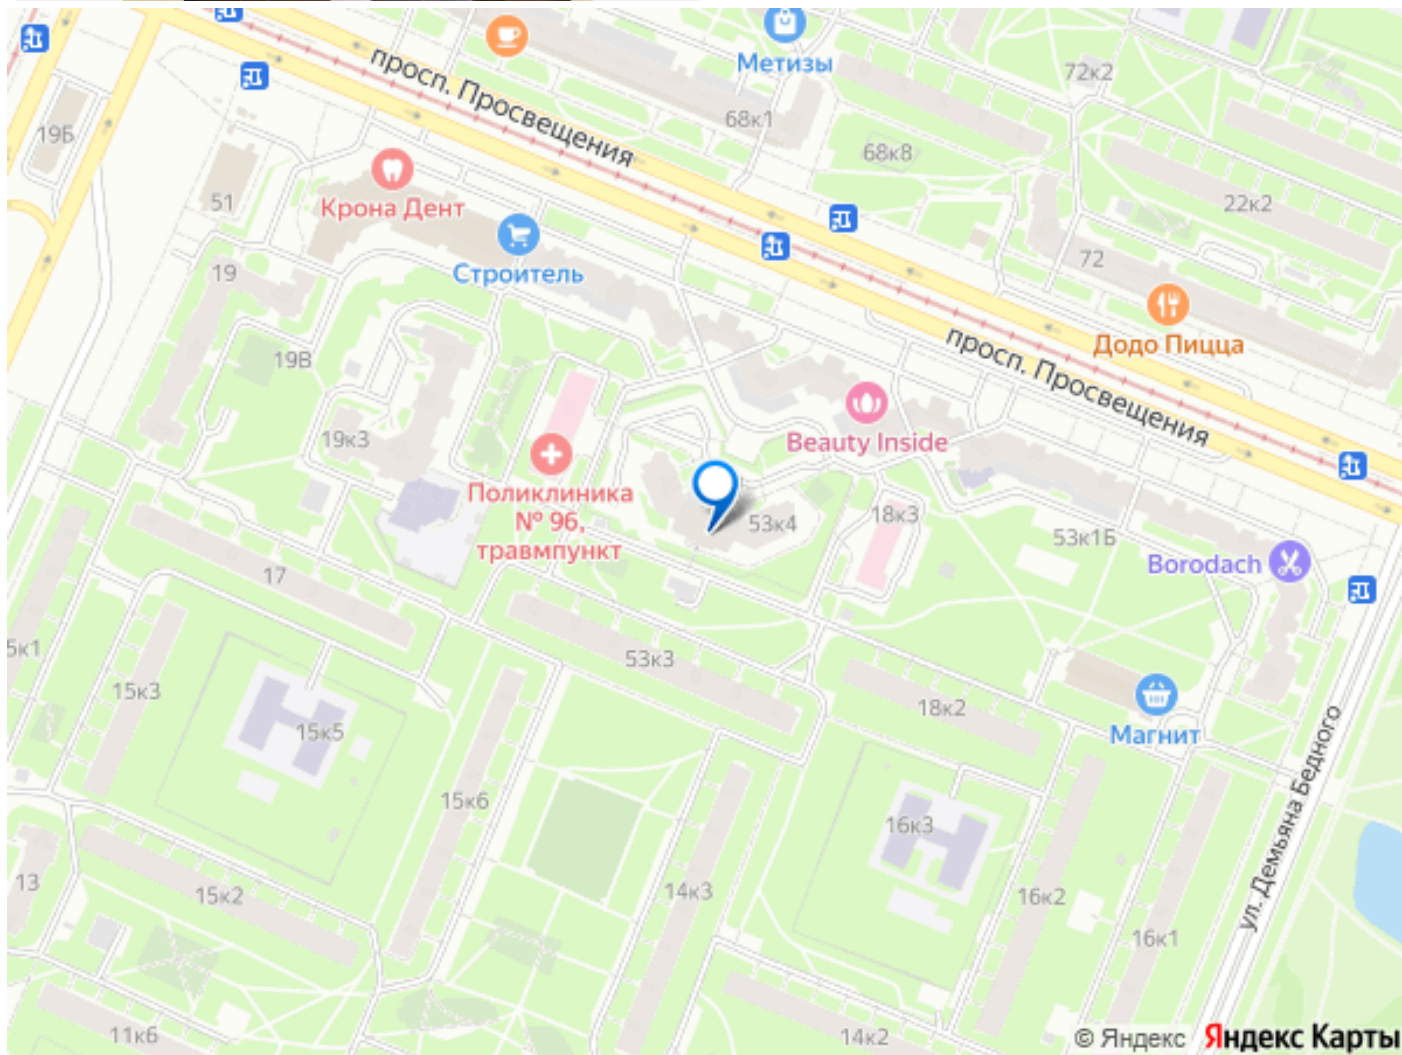 просп. Просвещения
Метизы
72к2
68к1
19Б
68к8
Крона Дент
51
22к2
Строитель
19
72
Додо Пицца
просп. Просвещения
19В
19к3
Beauty Inside
Поликлиника
№ 96,
травмпункт
53к4
18к3
53к1Б
Borodach
17
5к1
53к3
15к3
18к2
15к5
Магнит
ул. Демьяна Бедного
15к6
16к3
13
15к2
14к3
16к2
16к1
11к6
14к2
© Яндекс Яндекс Карты